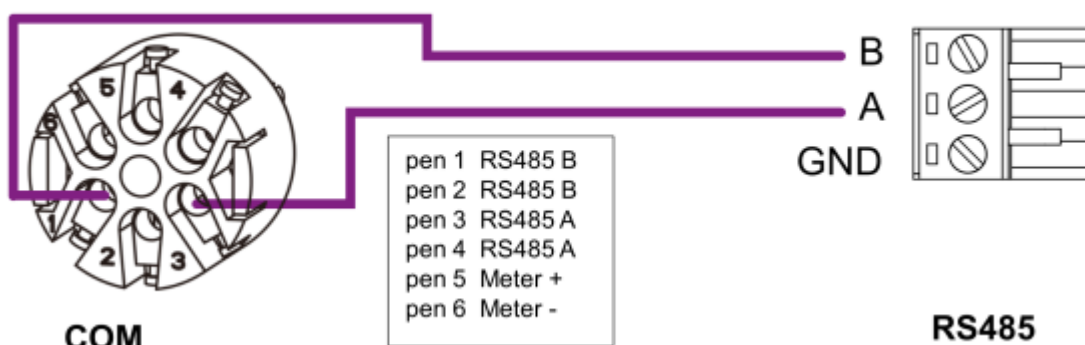 5 4
6
1
2 3
COM
pen 1 RS485 B
pen 2 RS485 B
pen 3 RS485 A
pen 4 RS485 A
pen 5 Meter +
pen 6 Meter -
B
A
GND
RS485